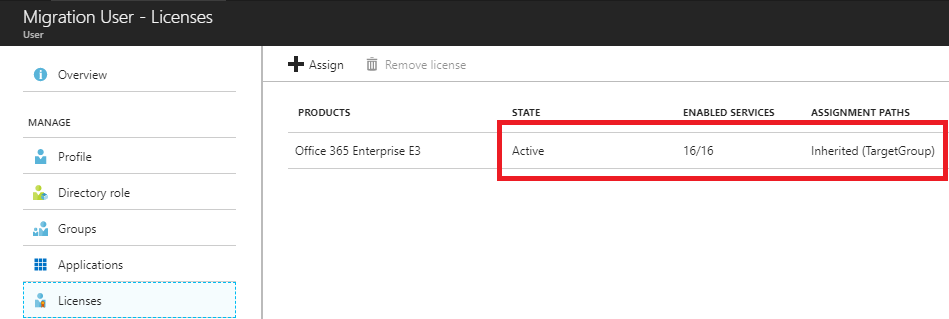 Migration User - Licenses
User
Overview
MANAGE
Profile
Directory role
Groups
Applications
Licenses
Assign
Remove license
PRODUCTS STATE ENABLED SERVICES ASSIGNMENT PATHS
Office 365 Enterprise E3 Active 16/16 Inherited (TargetGroup)